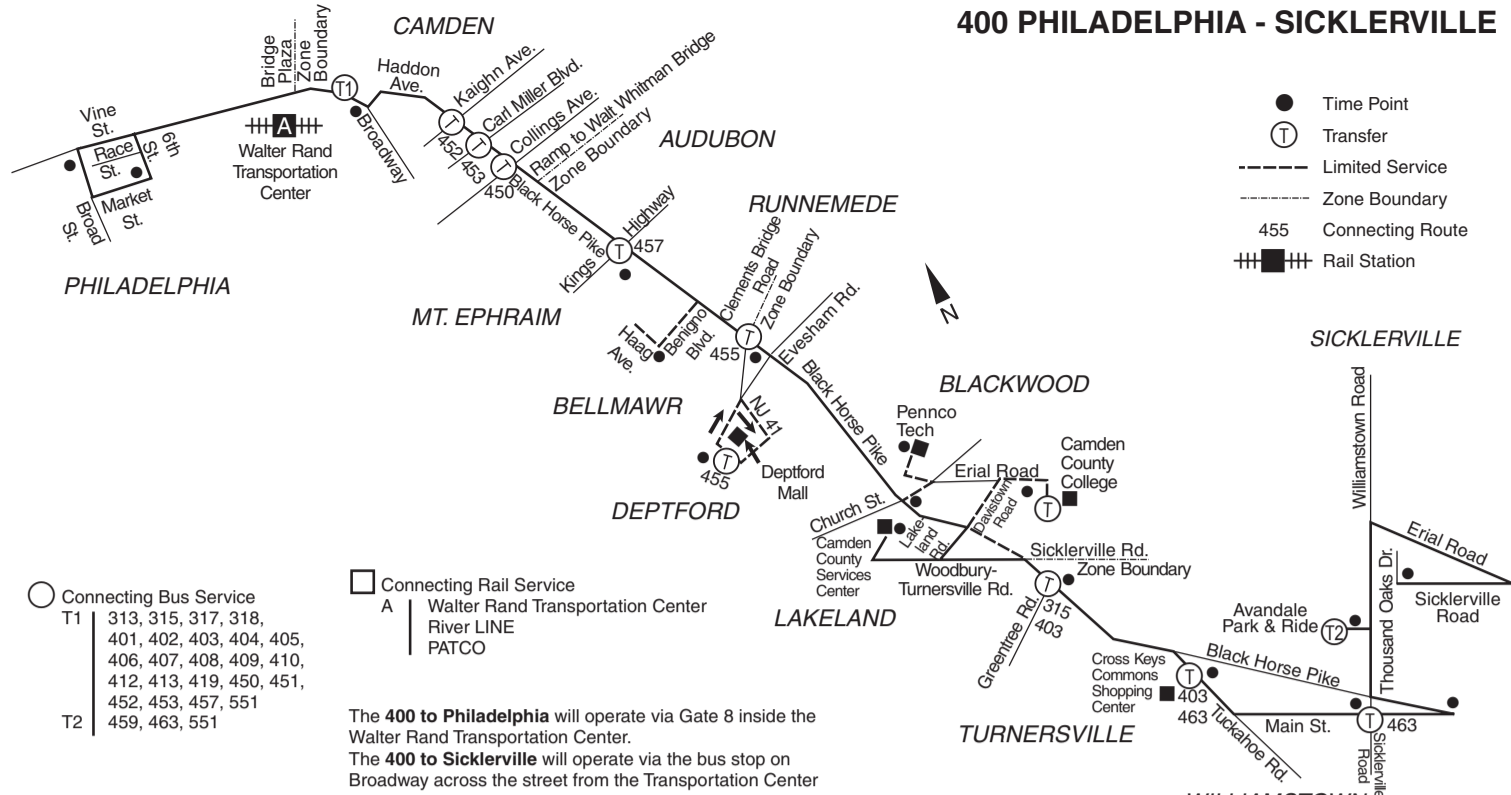 400 PHILADELPHIA - SICKLERVILLE
CAMDEN
Bridge
Plaza
Zone
Boundary
Haddon
Ave.
T1
Kaighn Ave.
Carl Miller Blvd.
Collings Ave.
Ramp to Walt Whitman Bridge
Zone Boundary
AUDUBON
Vine
St.
Race
St.
6th
St.
Market
St.
Broad
St.
A
Walter Rand
Transportation
Center
Broadway
T
452
T
453
T
450
Black Horse Pike
PHILADELPHIA
Time Point
T Transfer
Limited Service
Zone Boundary
455 Connecting Route
Rail Station
Kings
Highway
T 457
MT. EPHRAIM
RUNNEMEDE
Clements Bridge
Road
Zone Boundary
Evesham Rd.
N
Haag
Ave.
Benigno
Blvd.
T
455
BELLMAWR
NJ 41
T
455
Deptford
Mall
DEPTFORD
Black Horse Pike
BLACKWOOD
Pennco
Tech
Erial Road
Camden
County
College
T
Church St.
Davistown
Road
Lake-
land
Rd.
Camden
County
Services
Center
Woodbury-
Turnersville Rd.
Sicklerville Rd.
Zone Boundary
LAKELAND
T
315
403
Greentree Rd.
SICKLERVILLE
Williamstown Road
Erial Road
Sicklerville
Road
Thousand Oaks Dr.
Avandale
Park & Ride
T2
Black Horse Pike
Cross Keys
Commons
Shopping
Center
T
403
463
TURNERSVILLE
Main St.
Tuckahoe Rd.
T 463
Sicklerville
Road
WILLIAMSTOWN
Connecting Bus Service
T1 313, 315, 317, 318,
401, 402, 403, 404, 405,
406, 407, 408, 409, 410,
412, 413, 419, 450, 451,
452, 453, 457, 551
T2 459, 463, 551
Connecting Rail Service
A Walter Rand Transportation Center
River LINE
PATCO
The 400 to Philadelphia will operate via Gate 8 inside the
Walter Rand Transportation Center.
The 400 to Sicklerville will operate via the bus stop on
Broadway across the street from the Transportation Center